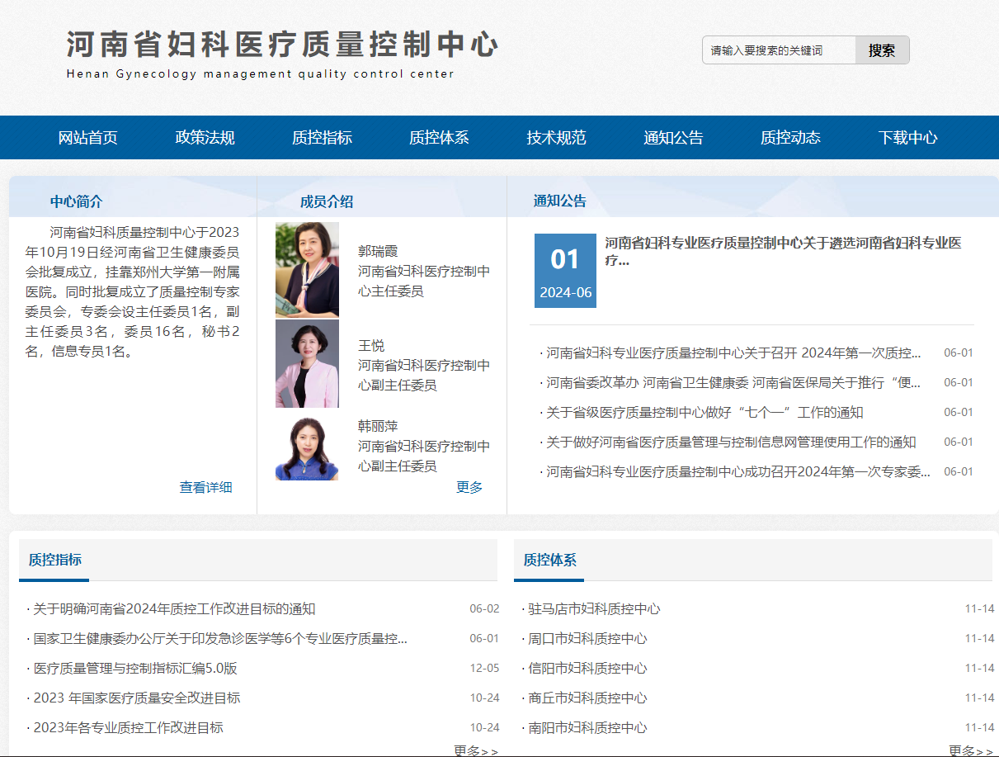 河南省妇科医疗质量控制中心
Henan Gynecology management quality control center
请输入要搜索的关键词 搜索
网站首页 政策法规 质控指标 质控体系 技术规范 通知公告 质控动态 下载中心
中心简介
河南省妇科质量控制中心于2023
年10月19日经河南省卫生健康委员
会批复成立，挂靠郑州大学第一附属
医院。同时批复成立了质量控制专家
委员会，专委会设主任委员1名，副
主任委员3名，委员16名，秘书2
名，信息专员1名。
查看详细
成员介绍
郭瑞霞
河南省妇科医疗控制中
心主任委员
王悦
河南省妇科医疗控制中
心副主任委员
韩丽萍
河南省妇科医疗控制中
心副主任委员
更多
通知公告
01
2024-06
河南省妇科专业医疗质量控制中心关于遴选河南省妇科专业医
疗...
· 河南省妇科专业医疗质量控制中心关于召开 2024年第一次质控... 06-01
· 河南省委改革办 河南省卫生健康委 河南省医保局关于推行“便... 06-01
· 关于省级医疗质量控制中心做好“七个一”工作的通知 06-01
· 关于做好河南省医疗质量管理与控制信息网管理使用工作的通知 06-01
· 河南省妇科专业医疗质量控制中心成功召开2024年第一次专家委... 06-01
质控指标
· 关于明确河南省2024年质控工作改进目标的通知 06-02
· 国家卫生健康委办公厅关于印发急诊医学等6个专业医疗质量控... 06-01
· 医疗质量管理与控制指标汇编5.0版 12-05
· 2023 年国家医疗质量安全改进目标 10-24
· 2023年各专业质控工作改进目标 10-24
更多>>
质控体系
· 驻马店市妇科质控中心 11-14
· 周口市妇科质控中心 11-14
· 信阳市妇科质控中心 11-14
· 商丘市妇科质控中心 11-14
· 南阳市妇科质控中心 11-14
更多>>